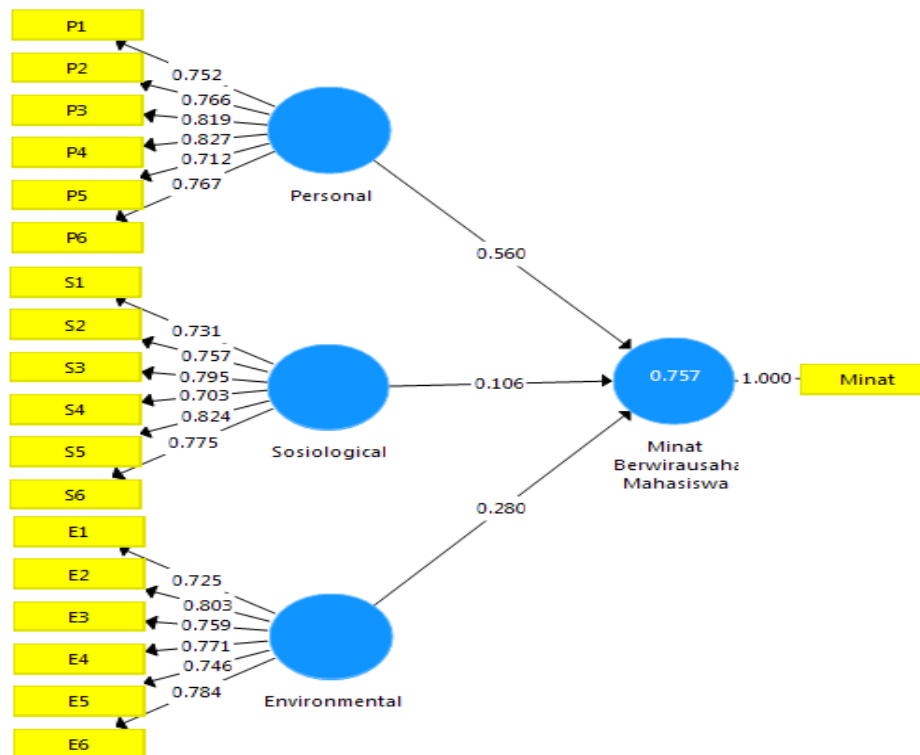 P1
P2
P3
P4
P5
P6
0.752
0.766
0.819
0.827
0.712
0.767
Personal
0.560
S1
S2
S3
S4
S5
S6
0.731
0.757
0.795
0.703
0.824
0.775
Sosiological
0.106
E1
E2
E3
E4
E5
E6
0.725
0.803
0.759
0.771
0.746
0.784
Environmental
0.280
0.757
Minat
Berwirausaha
Mahasiswa
1.000
Minat